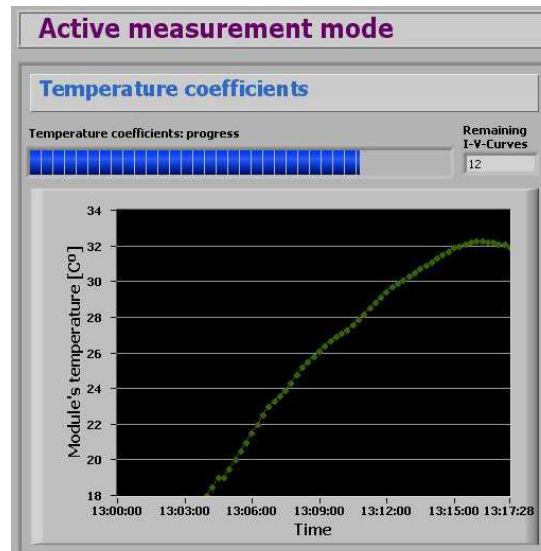 Active measurement mode
Temperature coefficients
Temperature coefficients: progress
Remaining
I-V-Curves
12
34
32
30
28
26
24
22
20
18
Module's temperature [Cº]
13:00:00 13:03:00 13:06:00 13:09:00 13:12:00 13:15:00 13:17:28
Time